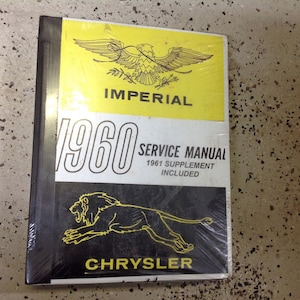 IMPERIAL
1960 SERVICE MANUAL
1961 SUPPLEMENT
INCLUDED
CHRYSLER